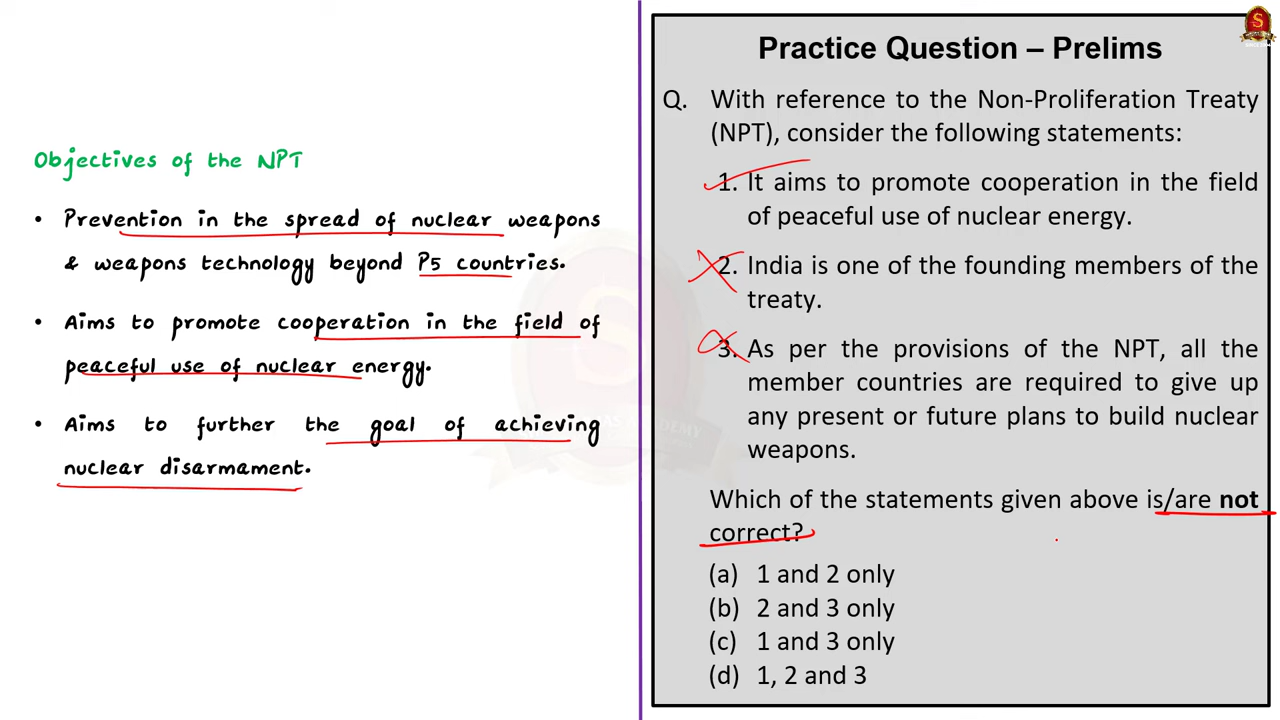 Objectives of the NPT
• Prevention in the spread of nuclear weapons
& weapons technology beyond P5 countries.
• Aims to promote cooperation in the field of
peaceful use of nuclear energy.
• Aims to further the goal of achieving
nuclear disarmament.
Practice Question – Prelims
Q. With reference to the Non-Proliferation Treaty
(NPT), consider the following statements:
1. It aims to promote cooperation in the field
of peaceful use of nuclear energy.
2. India is one of the founding members of the
treaty.
3. As per the provisions of the NPT, all the
member countries are required to give up
any present or future plans to build nuclear
weapons.
Which of the statements given above is/are not
correct?
(a) 1 and 2 only
(b) 2 and 3 only
(c) 1 and 3 only
(d) 1, 2 and 3